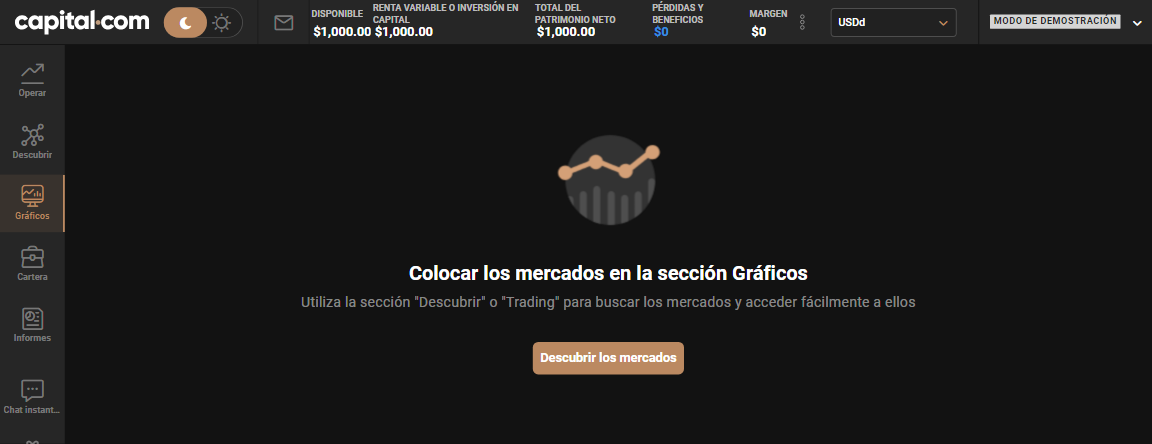 capital.com
DISPONIBLE
$1,000.00
RENTA VARIABLE O INVERSIÓN EN
CAPITAL
$1,000.00
TOTAL DEL
PATRIMONIO NETO
$1,000.00
PÉRDIDAS Y
BENEFICIOS
$0
MARGEN
$0
USDd
MODO DE DEMOSTRACIÓN
Operar
Descubrir
Gráficos
Cartera
Informes
Chat instant...
Colocar los mercados en la sección Gráficos
Utiliza la sección "Descubrir" o "Trading" para buscar los mercados y acceder fácilmente a ellos
Descubrir los mercados